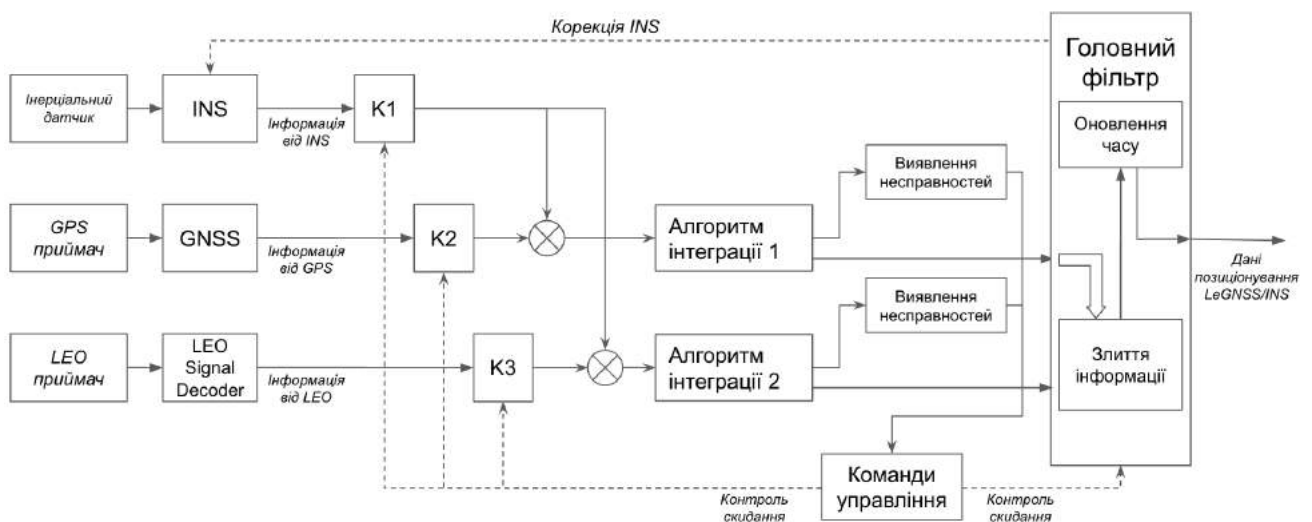 Корекція INS
Головний
фільтр
Інерціальний
датчик
INS
Інформація
від INS
K1
Оновлення
часу
Виявлення
несправностей
GPS
приймач
GNSS
Інформація
від GPS
K2
Алгоритм
інтеграції 1
Дані
позиціонування
LeGNSS/INS
Виявлення
несправностей
LEO
приймач
LEO
Signal
Decoder
Інформація
від LEO
K3
Алгоритм
інтеграції 2
Злиття
інформації
Команди
управління
Контроль
скидання
Контроль
скидання